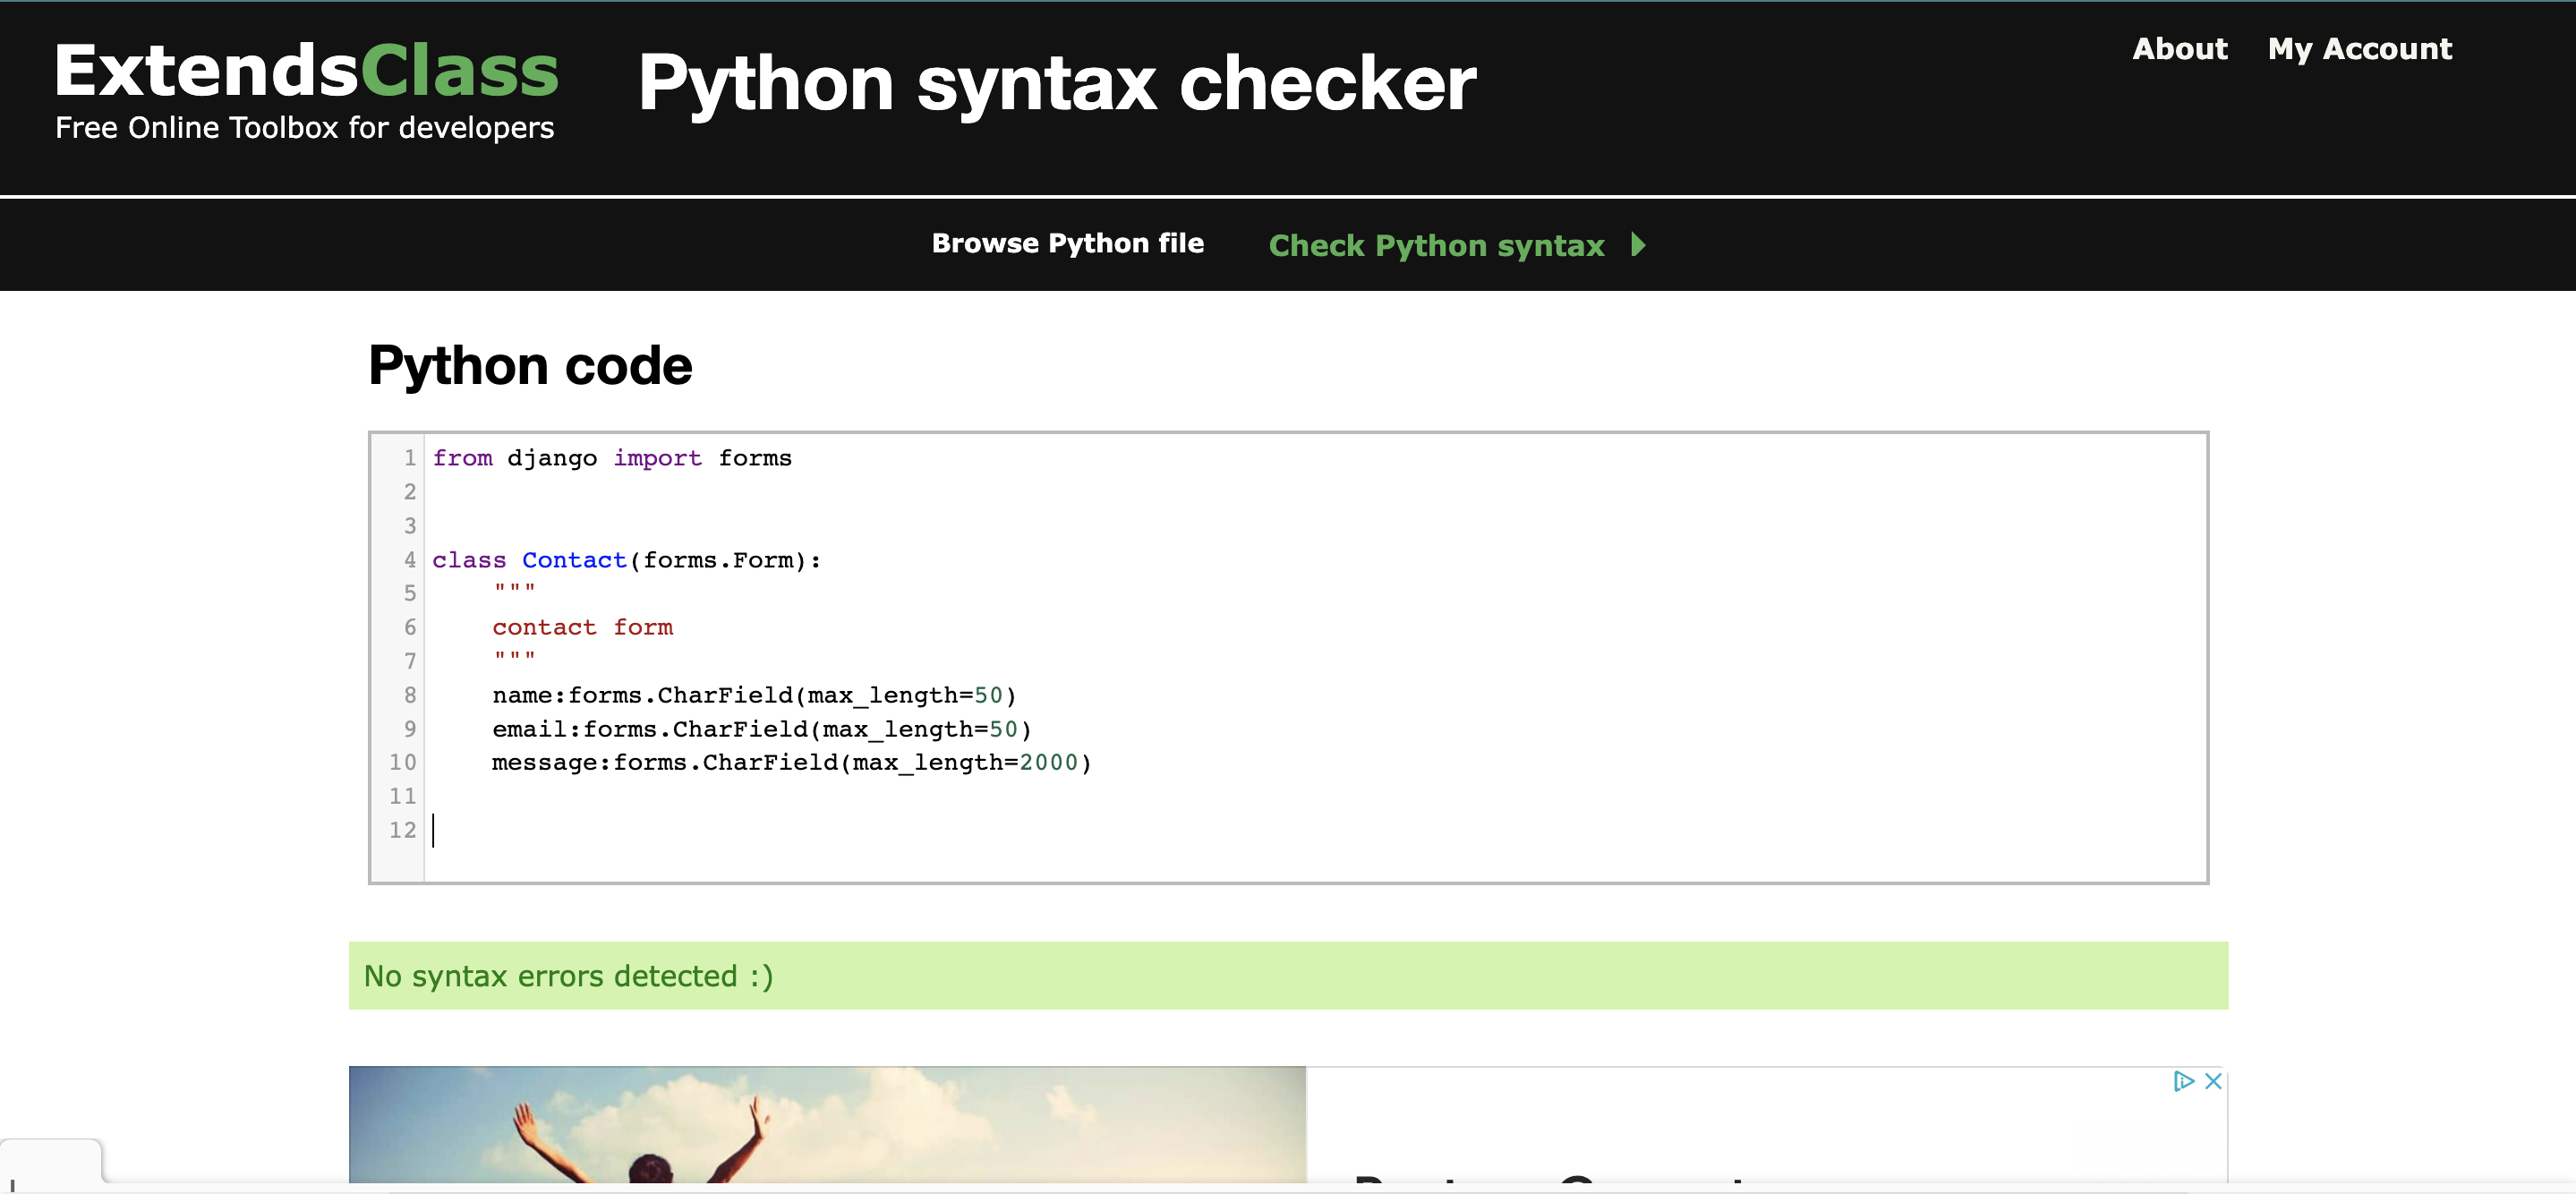 ExtendsClass
Free Online Toolbox for developers
Python syntax checker
About My Account
Browse Python file Check Python syntax
Python code
1 from django import forms
2
3
4 class Contact(forms.Form):
5     """
6     contact form
7     """
8     name:forms.CharField(max_length=50)
9     email:forms.CharField(max_length=50)
10     message:forms.CharField(max_length=2000)
11
12
No syntax errors detected :)